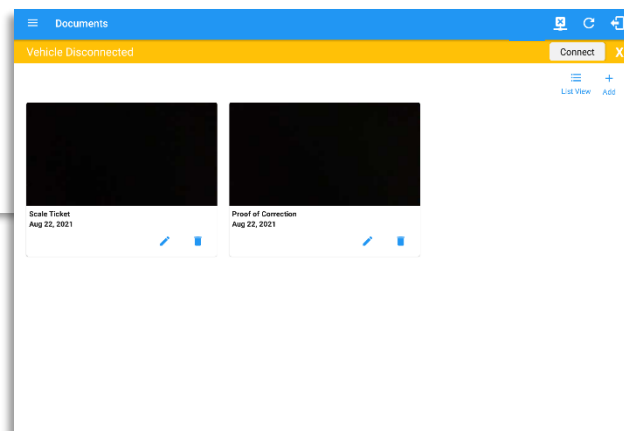 Documents
Vehicle Disconnected
Connect
X
List View
Add
Scale Ticket
Aug 22, 2021
Proof of Correction
Aug 22, 2021